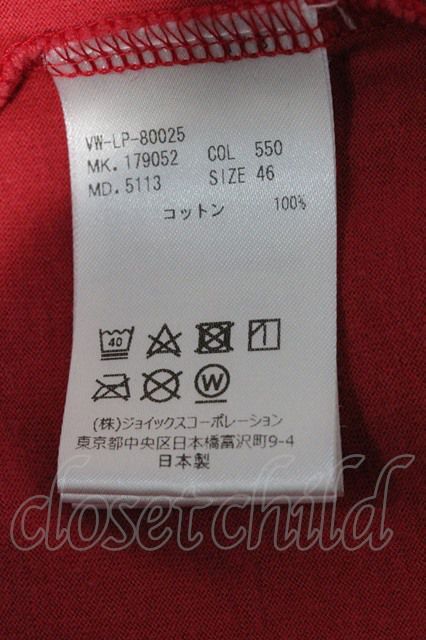 VW-LP-80025
MK. 179052 COL 550
MD. 5113 SIZE 46
コットン 100%
40
W
(株)ジョイックスコーポレーション
東京都中央区日本橋富沢町9-4
日本製
closet child